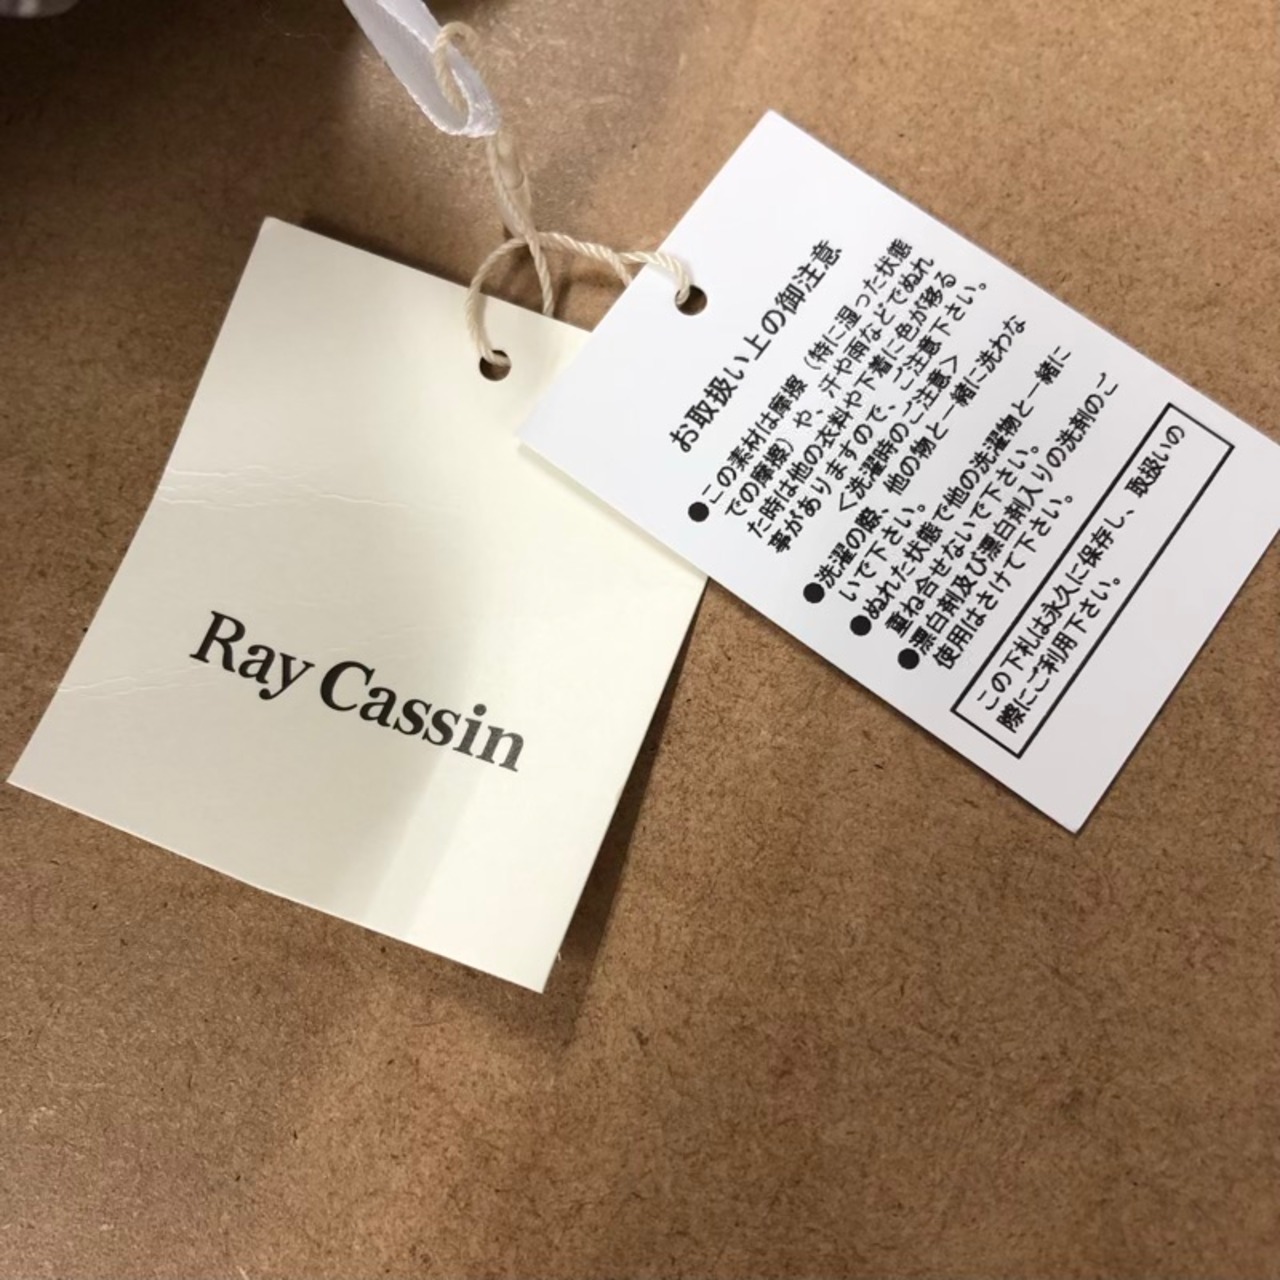 Ray Cassin
お取扱い上の御注意
●この素材は摩擦(特に湿った状態
での摩擦)や、汗や雨などでぬれ
た時は他の衣料や下着に色が移る
事がありますので、ご注意下さい。
<洗濯時のご注意>
●洗濯の際、他の物と一緒に洗わな
いで下さい。
●ぬれた状態で他の洗濯物と一緒に
重ね合せないで下さい。
●漂白剤及び漂白剤入りの洗剤のご
使用はさけて下さい。
この下札は永久に保存し、取扱いの
際にご利用下さい。